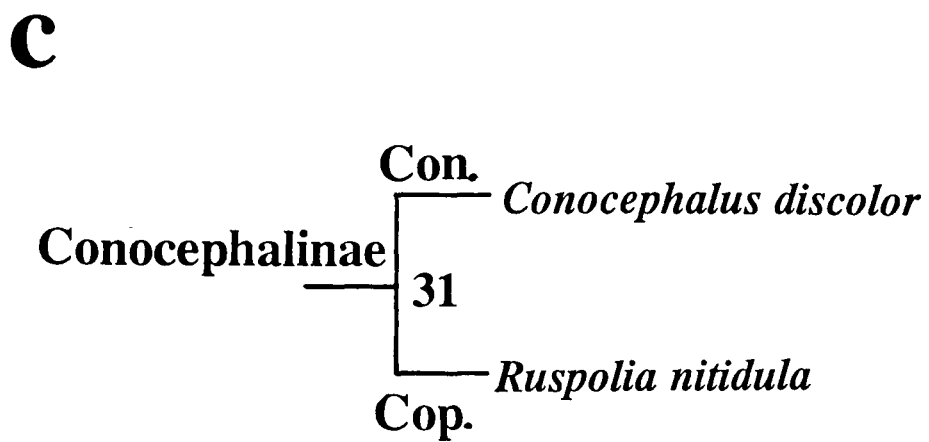 c
Con.
Conocephalus discolor
Conocephalinae
31
Ruspolia nitidula
Cop.